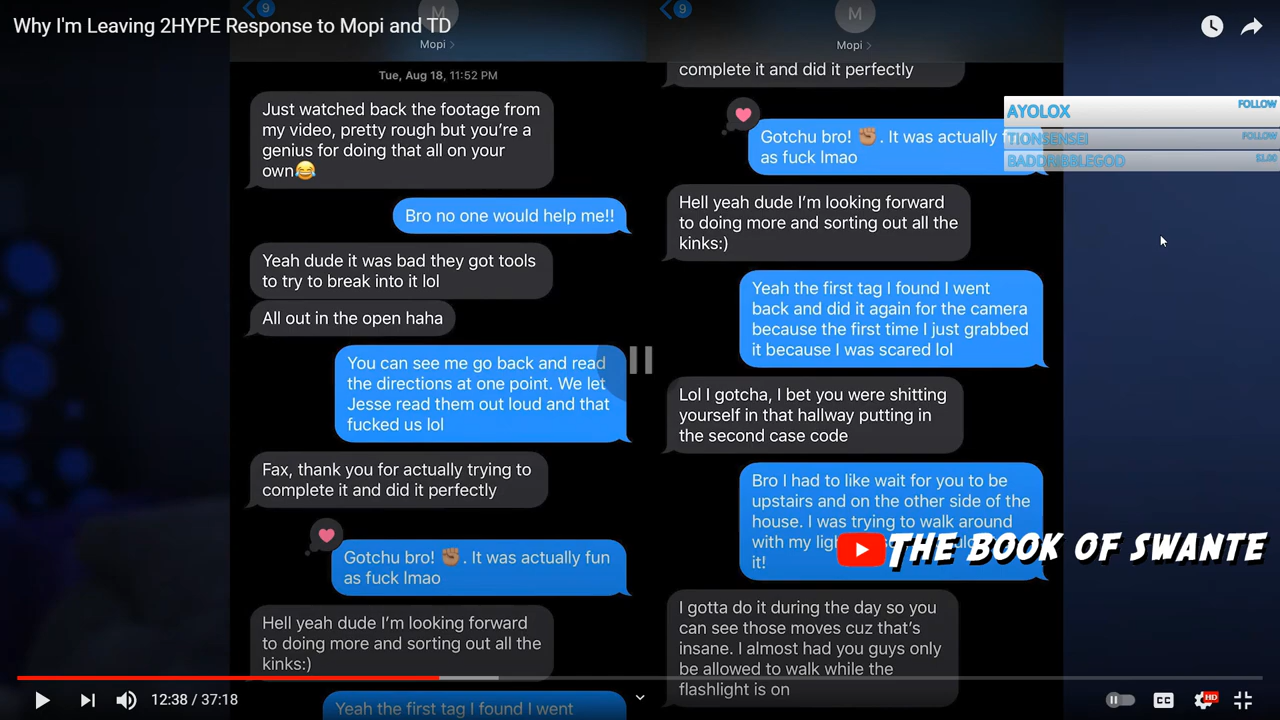 Why I'm Leaving 2HYPE Response to Mopi and TD
9
M
Mopi >
Tue, Aug 18, 11:52 PM
Just watched back the footage from
my video, pretty rough but you're a
genius for doing that all on your
own😂
Bro no one would help me!!
Yeah dude it was bad they got tools
to try to break into it lol
All out in the open haha
You can see me go back and read
the directions at one point. We let
Jesse read them out loud and that
fucked us lol
Fax, thank you for actually trying to
complete it and did it perfectly
Gotchu bro! ✊🏽. It was actually fun
as fuck lmao
Hell yeah dude I'm looking forward
to doing more and sorting out all the
kinks:)
Yeah the first tag I found I went
9
M
Mopi >
complete it and did it perfectly
Gotchu bro! ✊🏽. It was actually
as fuck lmao
Hell yeah dude I'm looking forward
to doing more and sorting out all the
kinks:)
Yeah the first tag I found I went
back and did it again for the camera
because the first time I just grabbed
it because I was scared lol
Lol I gotcha, I bet you were shitting
yourself in that hallway putting in
the second case code
Bro I had to like wait for you to be
upstairs and on the other side of the
house. I was trying to walk around
with my
it!
I gotta do it during the day so you
can see those moves cuz that's
insane. I almost had you guys only
be allowed to walk while the
flashlight is on
AYOLOX FOLLOW
TIONSENSEI FOLLOW
BADDRIBBLEGOD $1.00
THE BOOK OF SWANTE
12:38 / 37:18
CC
HD